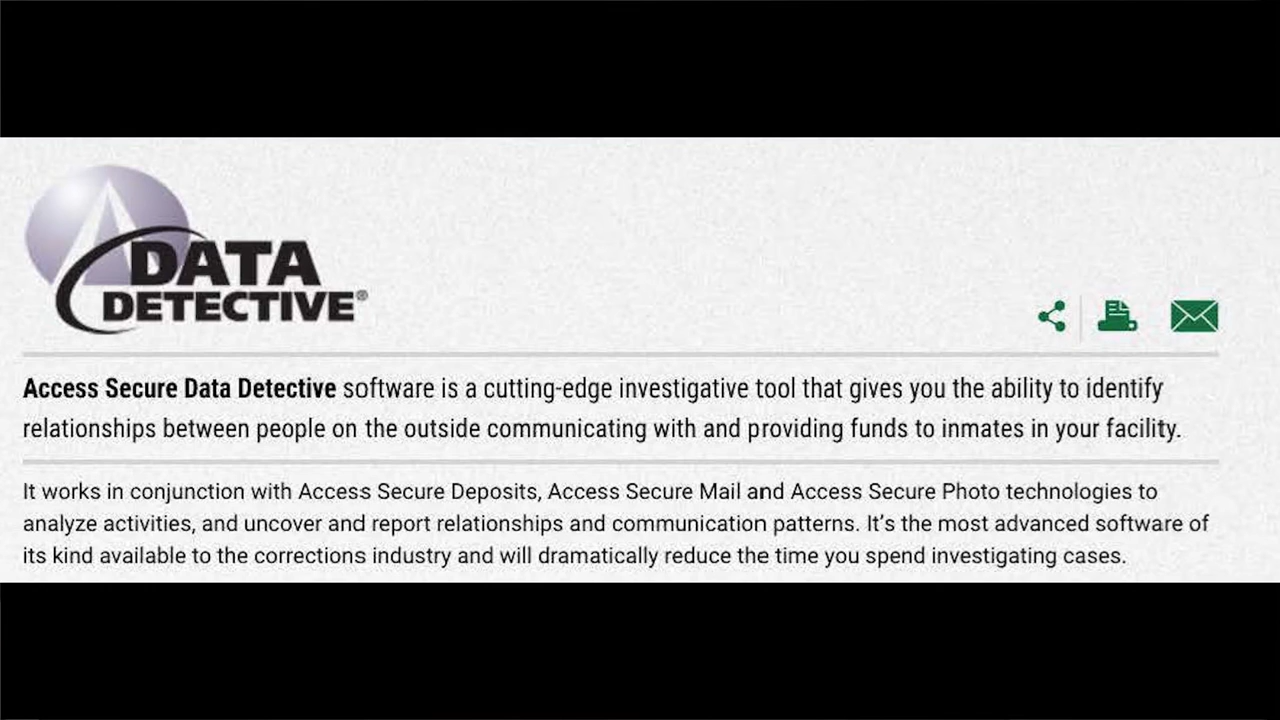 DATA
DETECTIVE®
Access Secure Data Detective software is a cutting-edge investigative tool that gives you the ability to identify
relationships between people on the outside communicating with and providing funds to inmates in your facility.
It works in conjunction with Access Secure Deposits, Access Secure Mail and Access Secure Photo technologies to
analyze activities, and uncover and report relationships and communication patterns. It's the most advanced software of
its kind available to the corrections industry and will dramatically reduce the time you spend investigating cases.